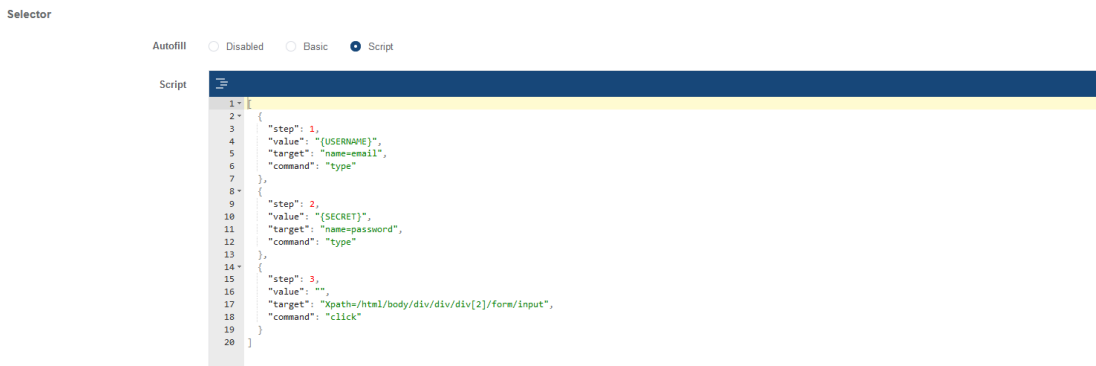 Selector
Autofill Disabled Basic Script
Script
1 [
2 {
3 "step": 1,
4 "value": "{USERNAME}",
5 "target": "name=email",
6 "command": "type"
7 },
8 {
9 "step": 2,
10 "value": "{SECRET}",
11 "target": "name=password",
12 "command": "type"
13 },
14 {
15 "step": 3,
16 "value": "",
17 "target": "Xpath=/html/body/div/div/div[2]/form/input",
18 "command": "click"
19 }
20 ]